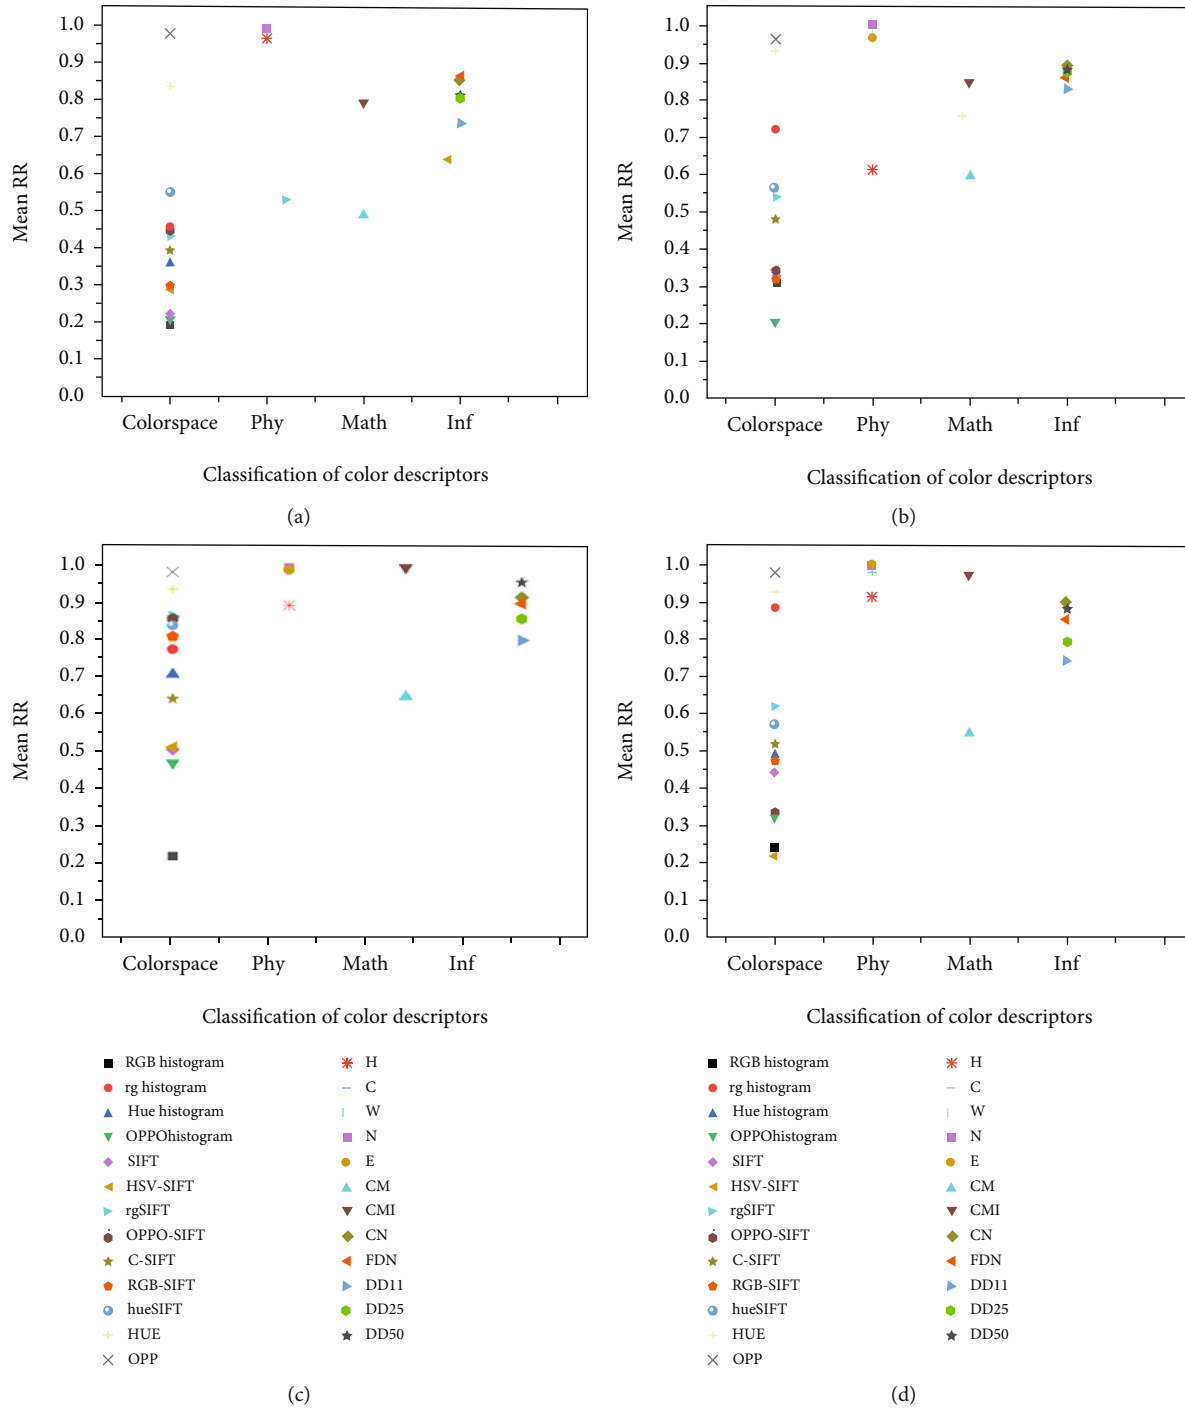 1.0
0.9
0.8
0.7
0.6
0.5
0.4
0.3
0.2
0.1
0.0
Mean RR
Colorspace Phy Math Inf
Classification of color descriptors
(a)
1.0
0.9
0.8
0.7
0.6
0.5
0.4
0.3
0.2
0.1
0.0
Mean RR
Colorspace Phy Math Inf
Classification of color descriptors
(b)
1.0
0.9
0.8
0.7
0.6
0.5
0.4
0.3
0.2
0.1
0.0
Mean RR
Colorspace Phy Math Inf
Classification of color descriptors
RGB histogram
rg histogram
Hue histogram
OPPOhistogram
SIFT
HSV-SIFT
rgSIFT
OPPO-SIFT
C-SIFT
RGB-SIFT
hueSIFT
HUE
OPP
H
C
W
N
E
CM
CMI
CN
FDN
DD11
DD25
DD50
(c)
1.0
0.9
0.8
0.7
0.6
0.5
0.4
0.3
0.2
0.1
0.0
Mean RR
Colorspace Phy Math Inf
Classification of color descriptors
RGB histogram
rg histogram
Hue histogram
OPPOhistogram
SIFT
HSV-SIFT
rgSIFT
OPPO-SIFT
C-SIFT
RGB-SIFT
hueSIFT
HUE
OPP
H
C
W
N
E
CM
CMI
CN
FDN
DD11
DD25
DD50
(d)